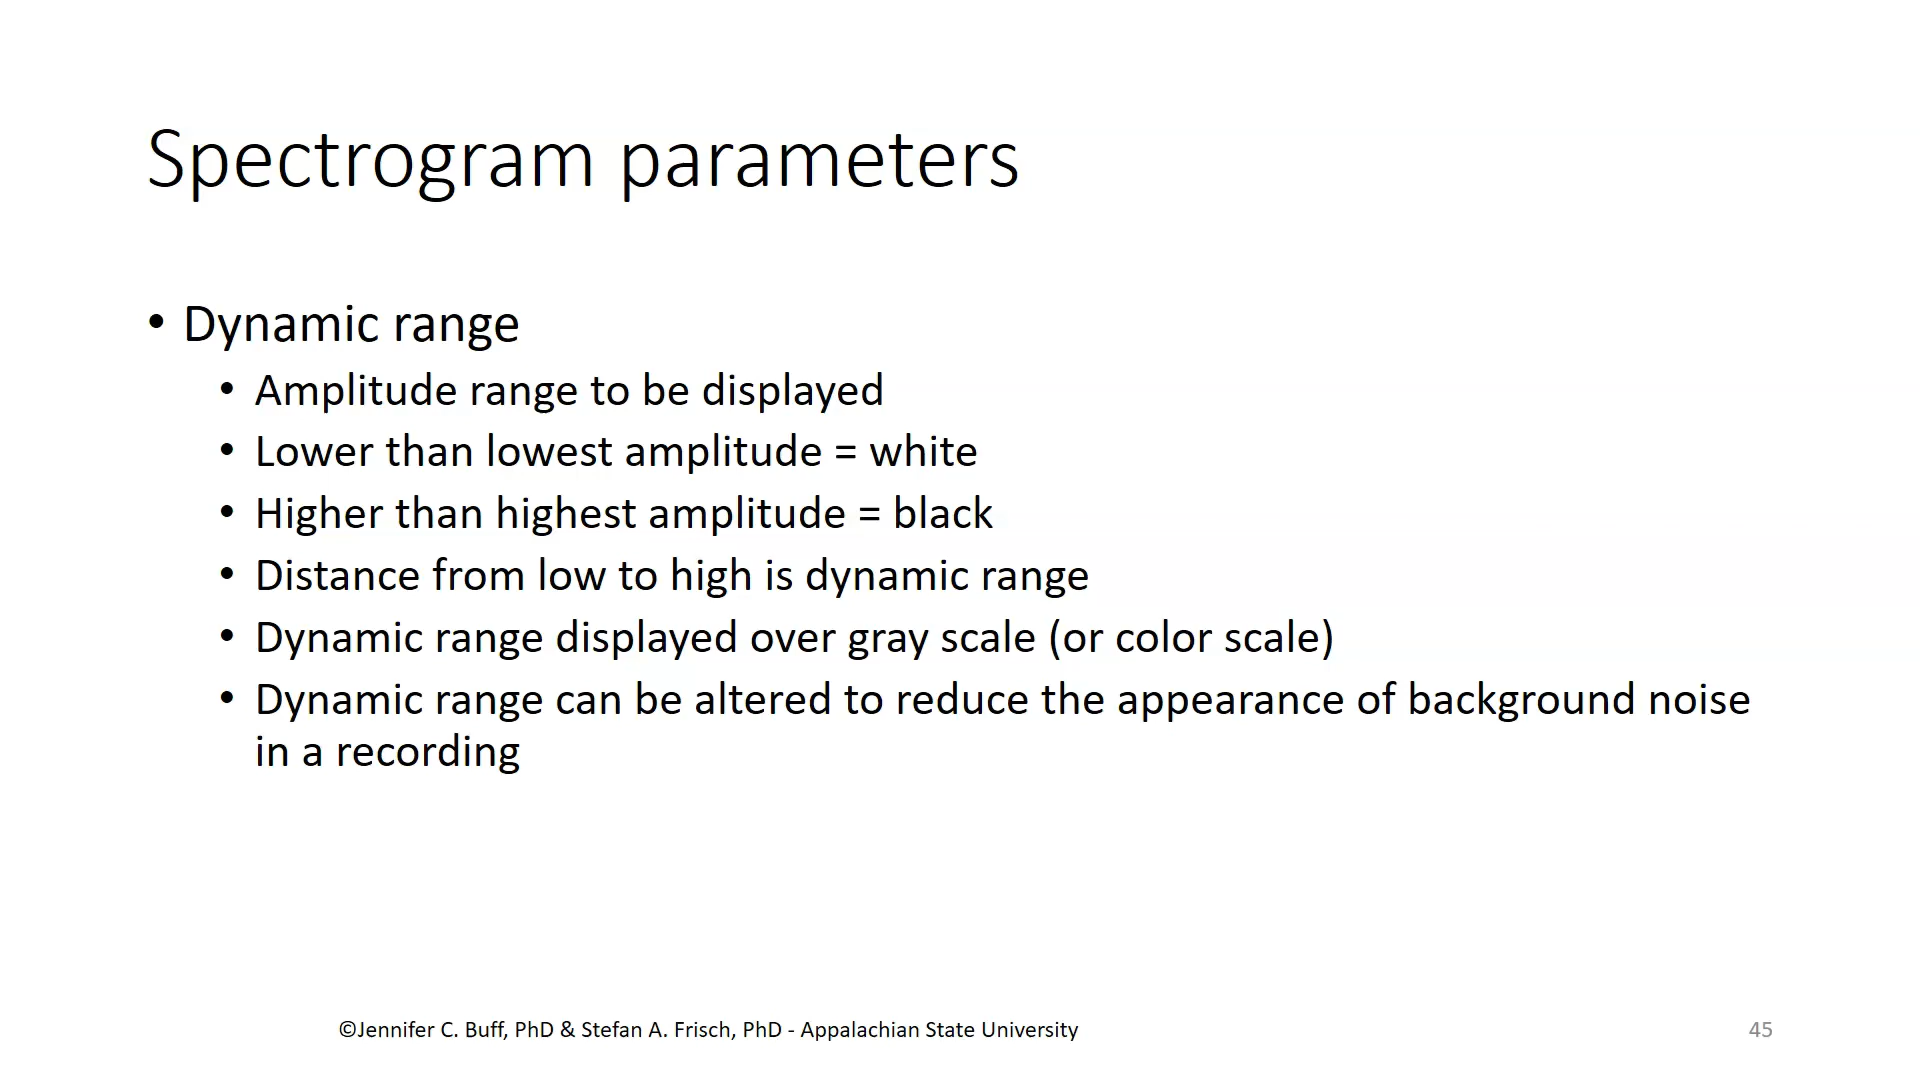 Spectrogram parameters
• Dynamic range
• Amplitude range to be displayed
• Lower than lowest amplitude = white
• Higher than highest amplitude = black
• Distance from low to high is dynamic range
• Dynamic range displayed over gray scale (or color scale)
• Dynamic range can be altered to reduce the appearance of background noise
in a recording
©Jennifer C. Buff, PhD & Stefan A. Frisch, PhD - Appalachian State University
45